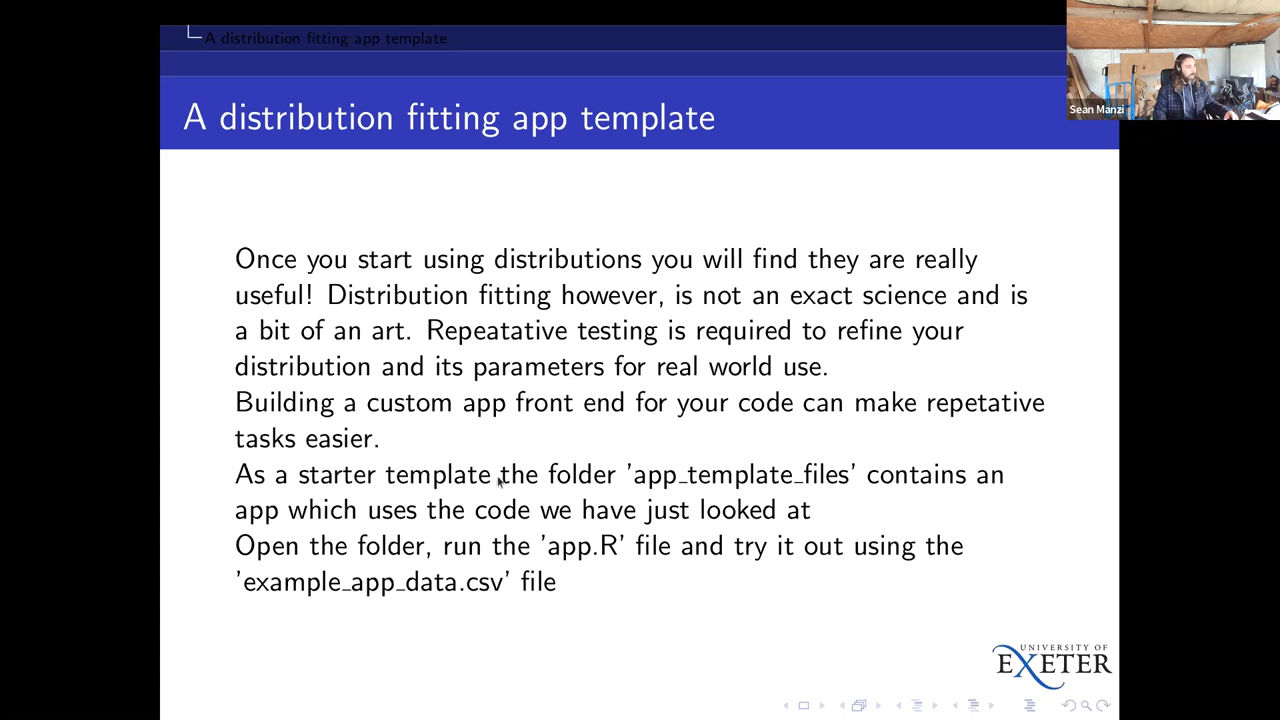 A distribution fitting app template
Sean Manzi
A distribution fitting app template
Once you start using distributions you will find they are really
useful! Distribution fitting however, is not an exact science and is
a bit of an art. Repeatative testing is required to refine your
distribution and its parameters for real world use.
Building a custom app front end for your code can make repetative
tasks easier.
As a starter template the folder 'app_template_files' contains an
app which uses the code we have just looked at
Open the folder, run the 'app.R' file and try it out using the
'example_app_data.csv' file
UNIVERSITY OF
EXETER